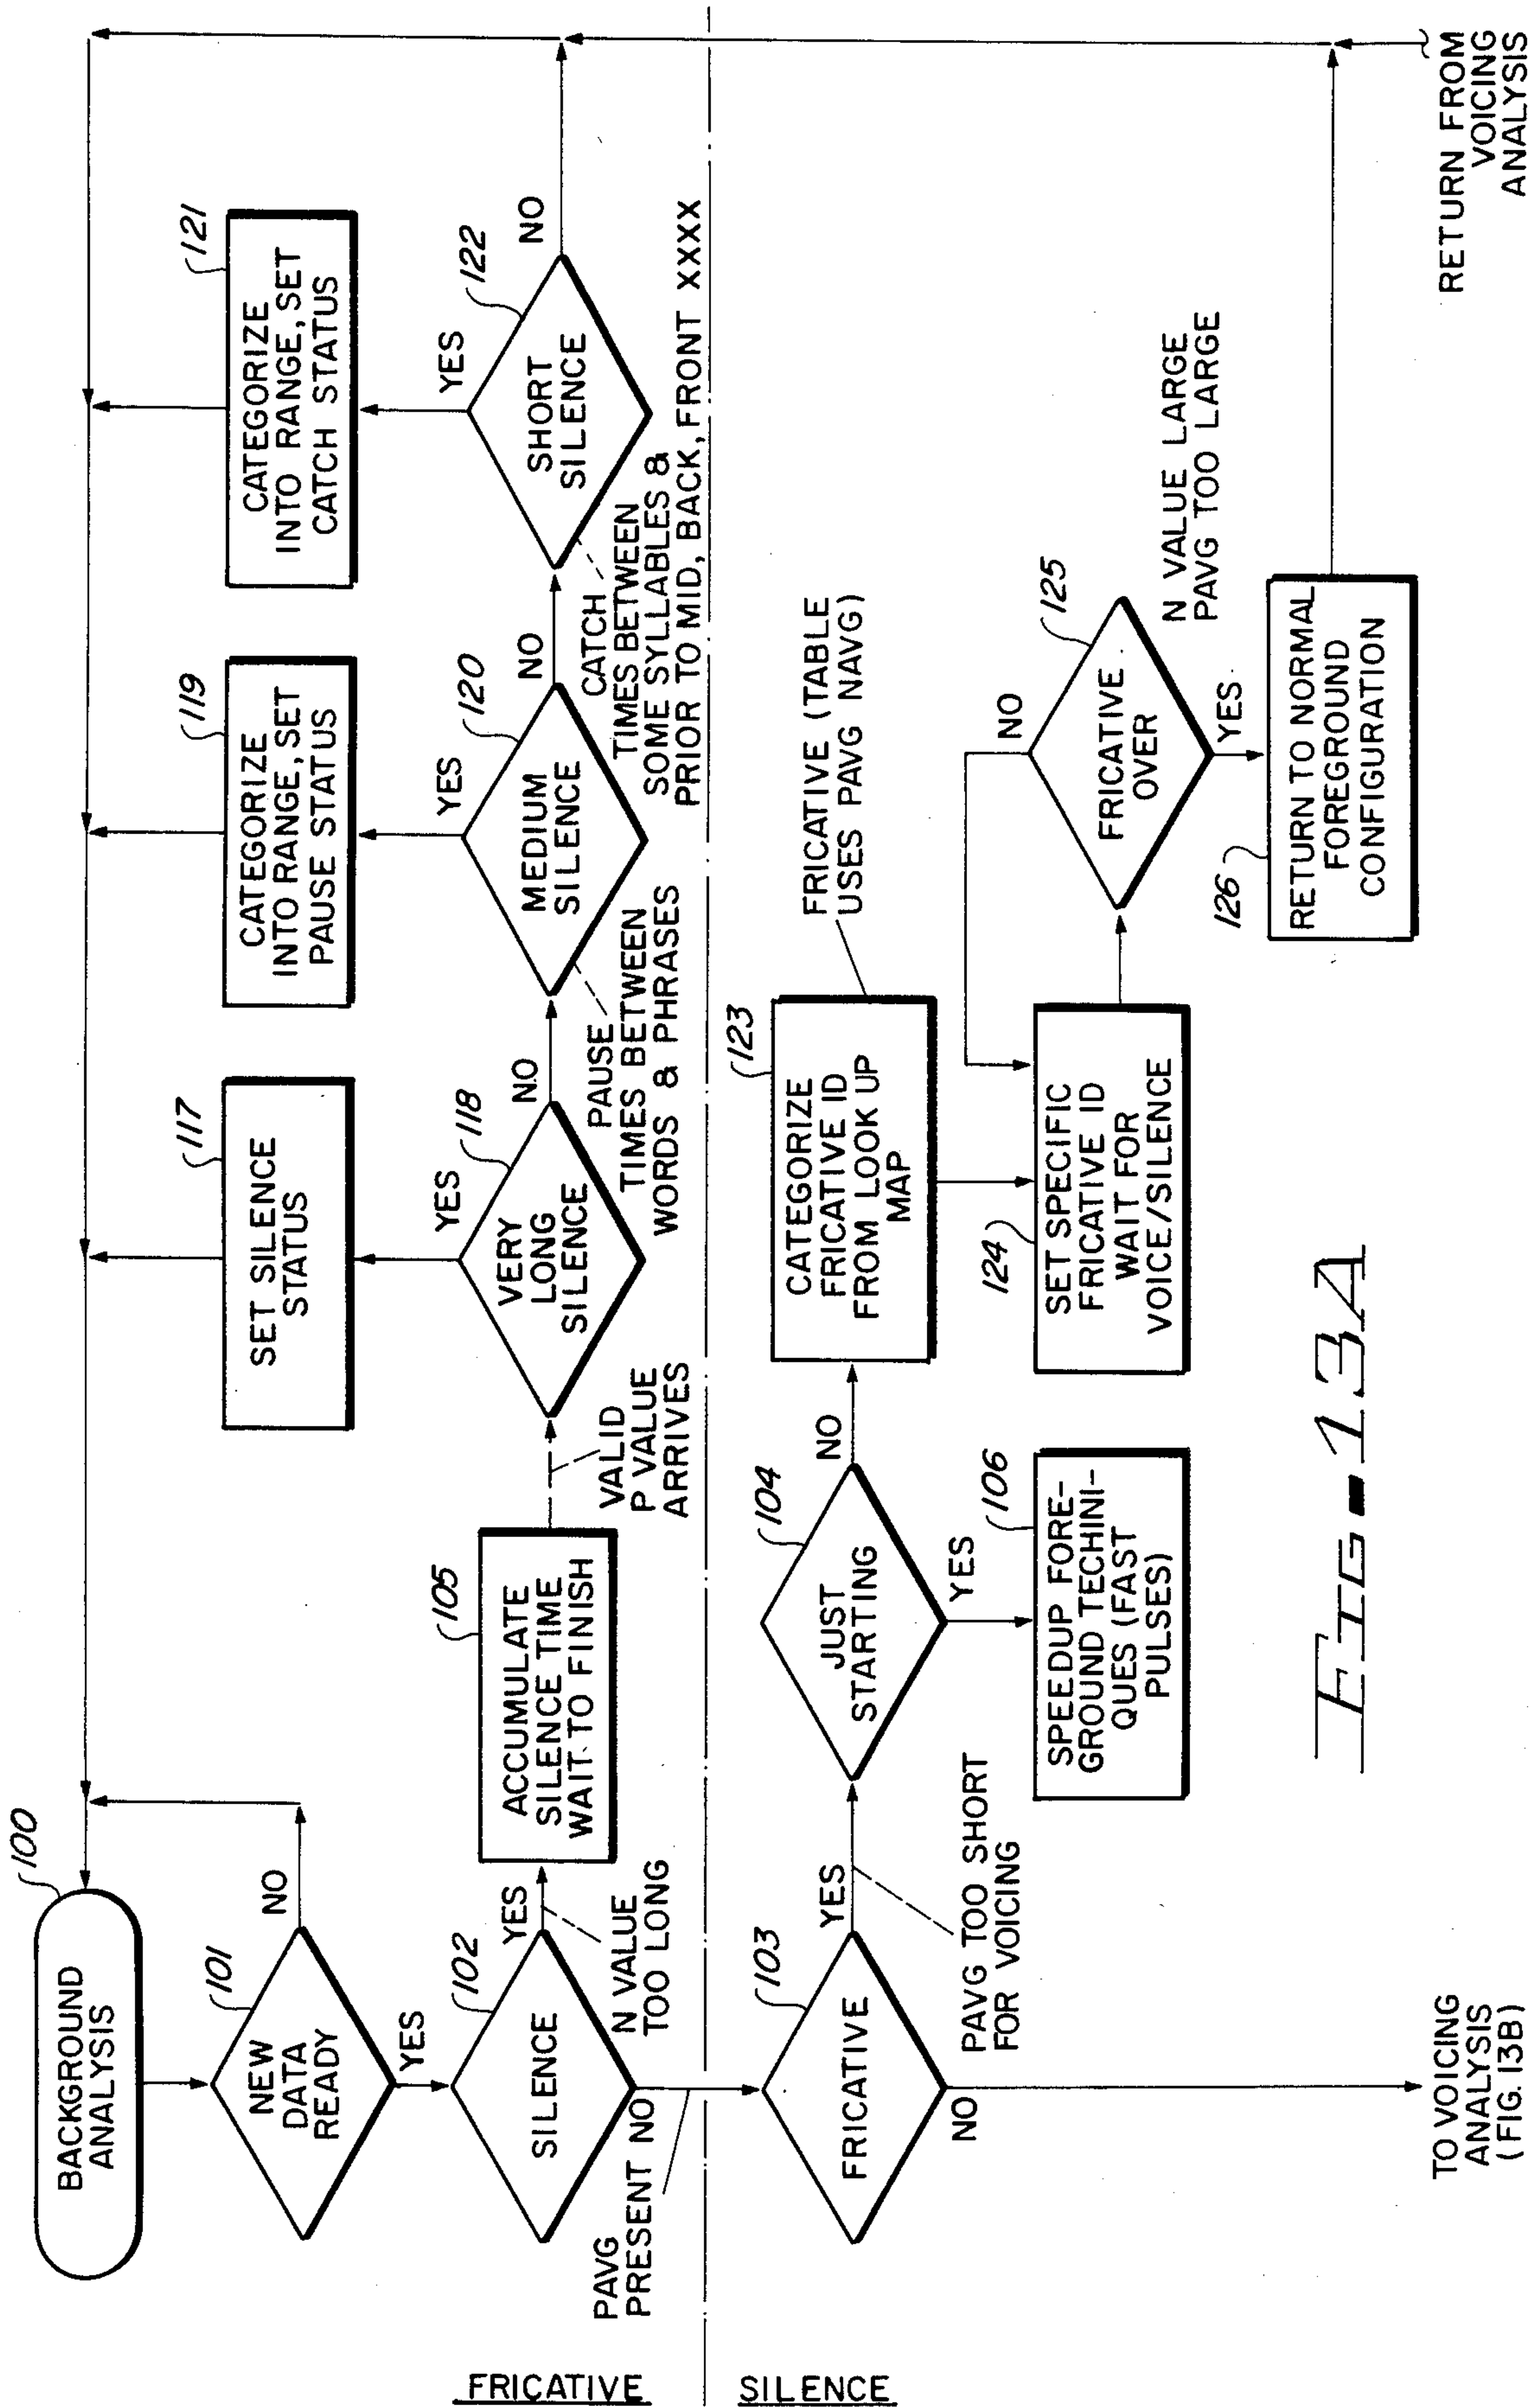 BACKGROUND
ANALYSIS
100
NEW
DATA
READY
101
NO
YES
SILENCE
102
YES
N VALUE
TOO LONG
PAVG
PRESENT
NO
ACCUMULATE
SILENCE TIME
WAIT TO FINISH
105
VALID
P VALUE
ARRIVES
VERY
LONG
SILENCE
118
YES
NO
SET SILENCE
STATUS
117
PAUSE
TIMES BETWEEN
WORDS & PHRASES
MEDIUM
SILENCE
120
YES
NO
CATEGORIZE
INTO RANGE, SET
PAUSE STATUS
119
CATCH
TIMES BETWEEN
SOME SYLLABLES &
PRIOR TO MID, BACK, FRONT XXXX
SHORT
SILENCE
122
YES
NO
CATEGORIZE
INTO RANGE, SET
CATCH STATUS
121
FRICATIVE
SILENCE
FRICATIVE
103
YES
NO
PAVG TOO SHORT
FOR VOICING
JUST
STARTING
104
NO
YES
SPEEDUP FORE-
GROUND TECHINI-
QUES (FAST
PULSES)
106
CATEGORIZE
FRICATIVE ID
FROM LOOK UP
MAP
123
FRICATIVE (TABLE
USES PAVG NAVG)
SET SPECIFIC
FRICATIVE ID
WAIT FOR
VOICE/SILENCE
124
FRICATIVE
OVER
125
NO
YES
N VALUE LARGE
PAVG TOO LARGE
RETURN TO NORMAL
FOREGROUND
CONFIGURATION
126
TO VOICING
ANALYSIS
(FIG. 13B)
RETURN FROM
VOICING
ANALYSIS
FIG. 13A